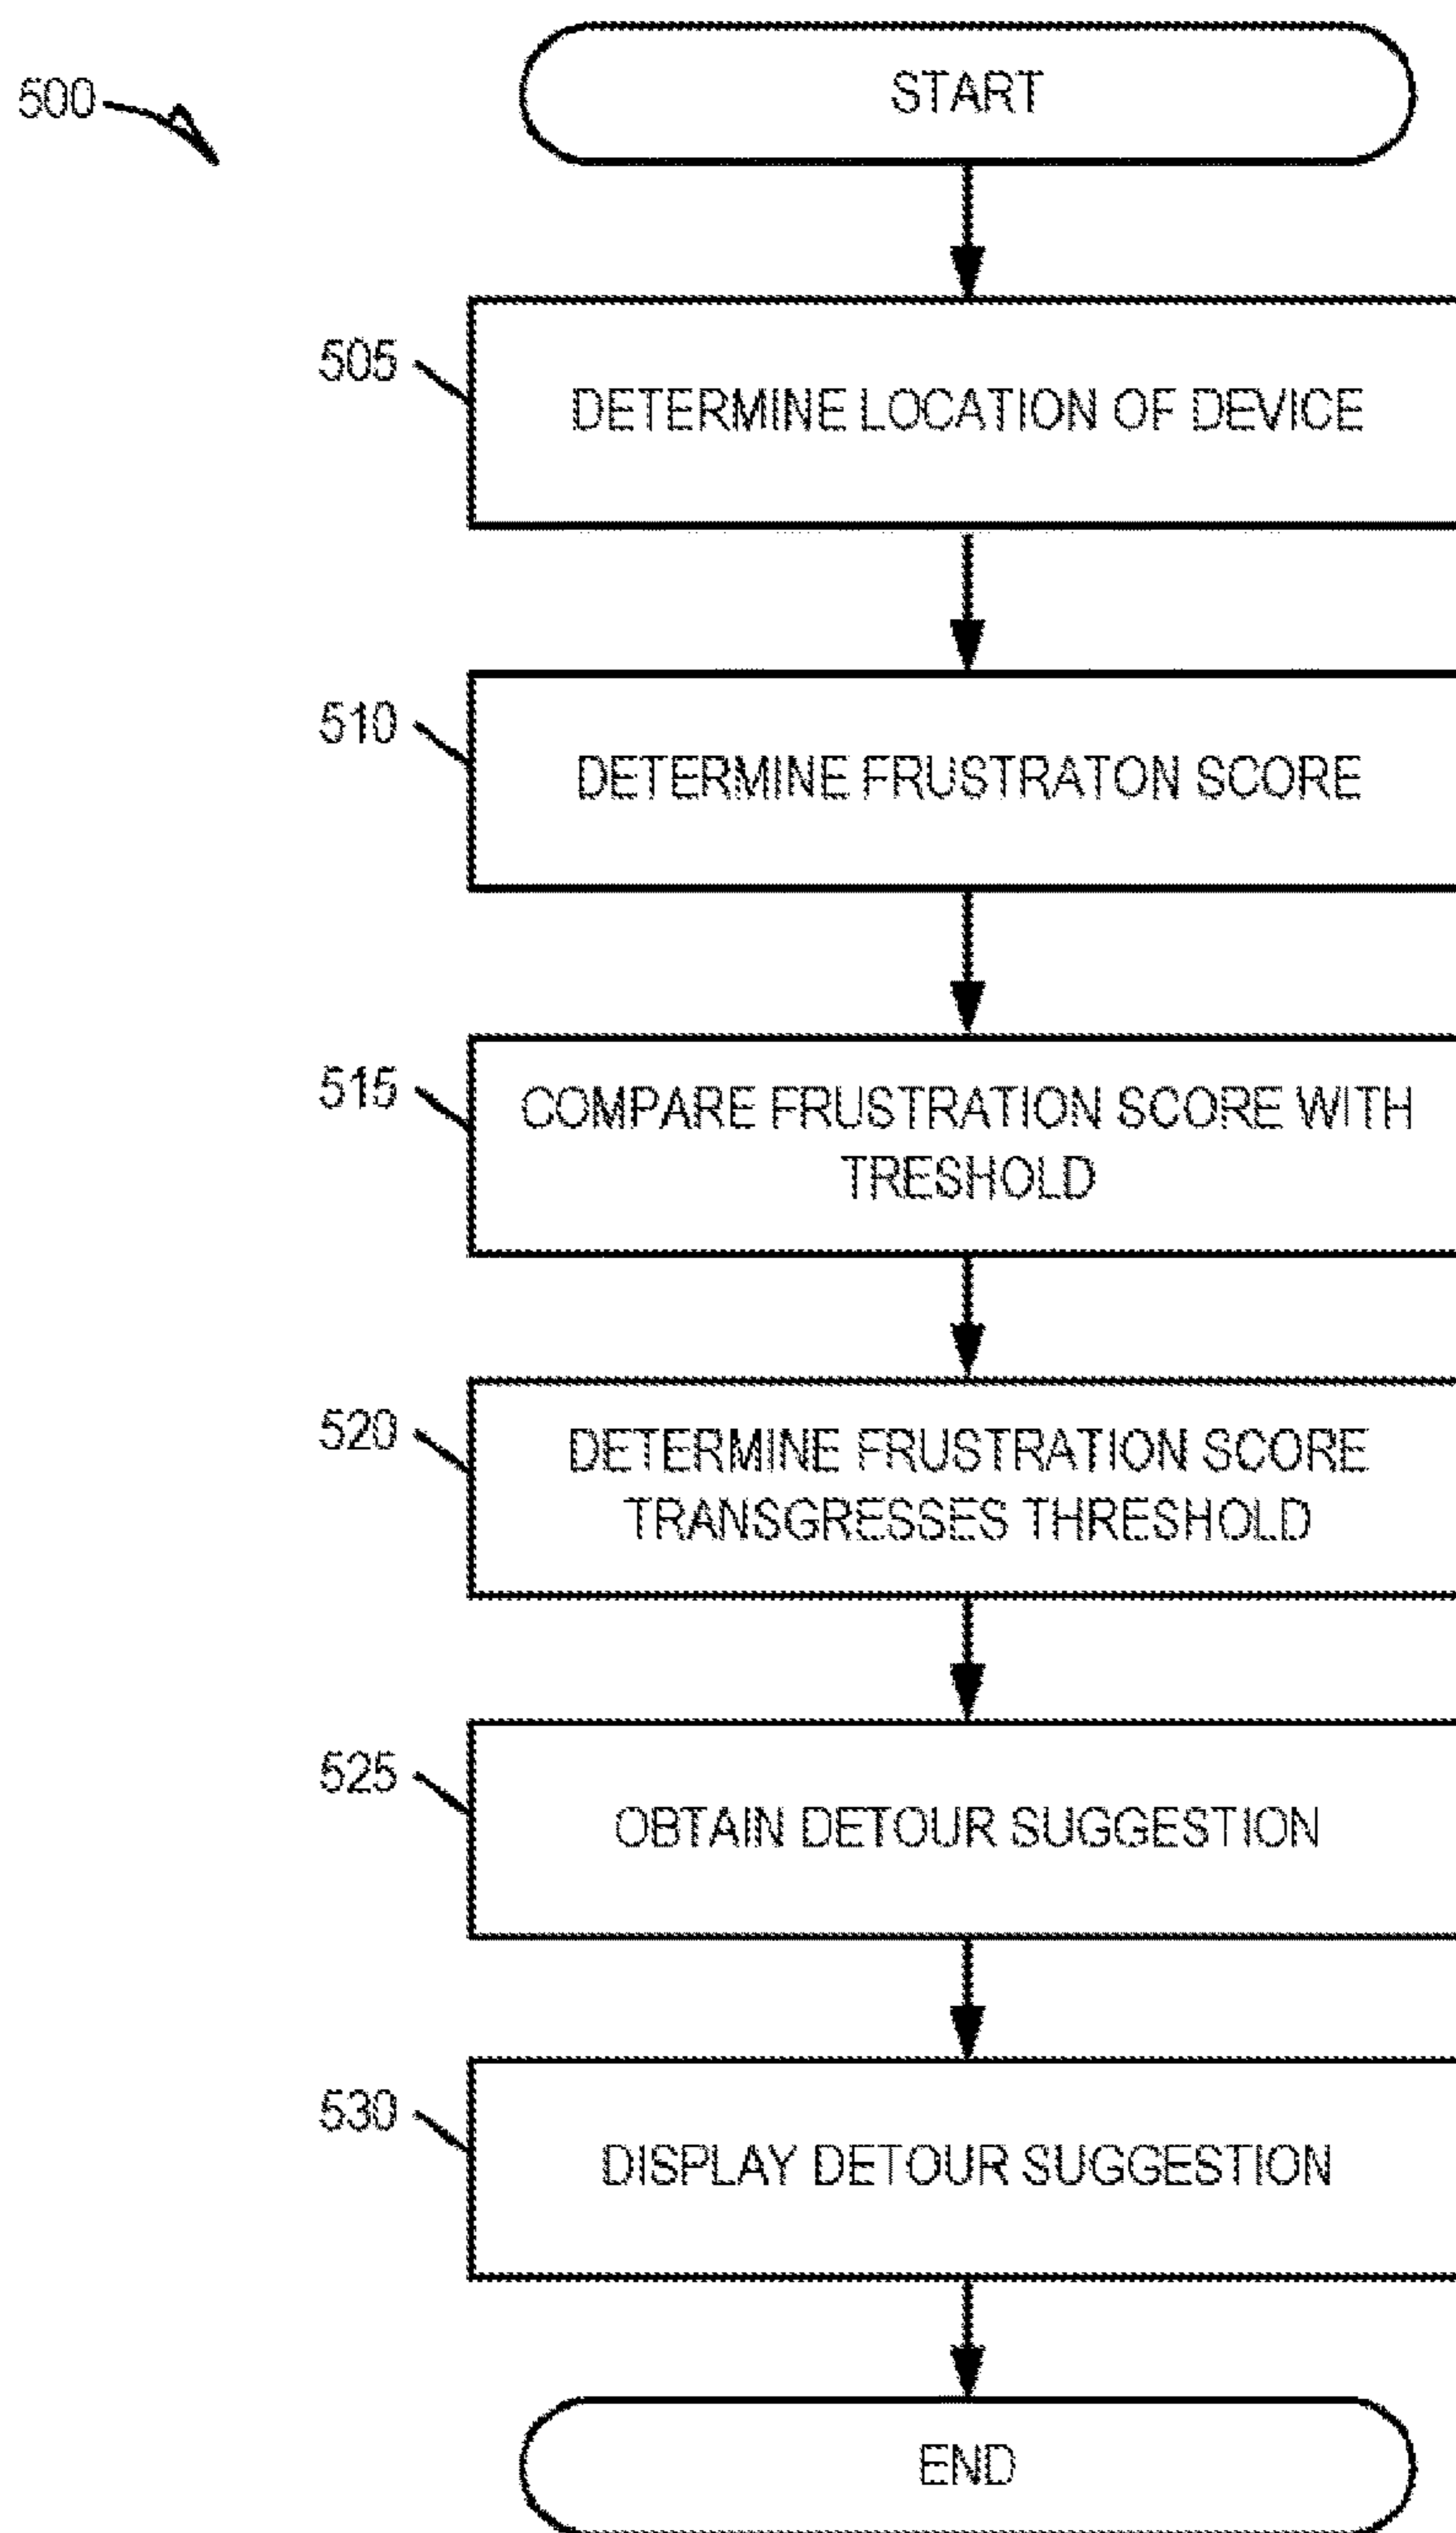 500
START
505
DETERMINE LOCATION OF DEVICE
510
DETERMINE FRUSTRATON SCORE
515
COMPARE FRUSTRATION SCORE WITH
TRESHOLD
520
DETERMINE FRUSTRATION SCORE
TRANSGRESSES THRESHOLD
525
OBTAIN DETOUR SUGGESTION
530
DISPLAY DETOUR SUGGESTION
END